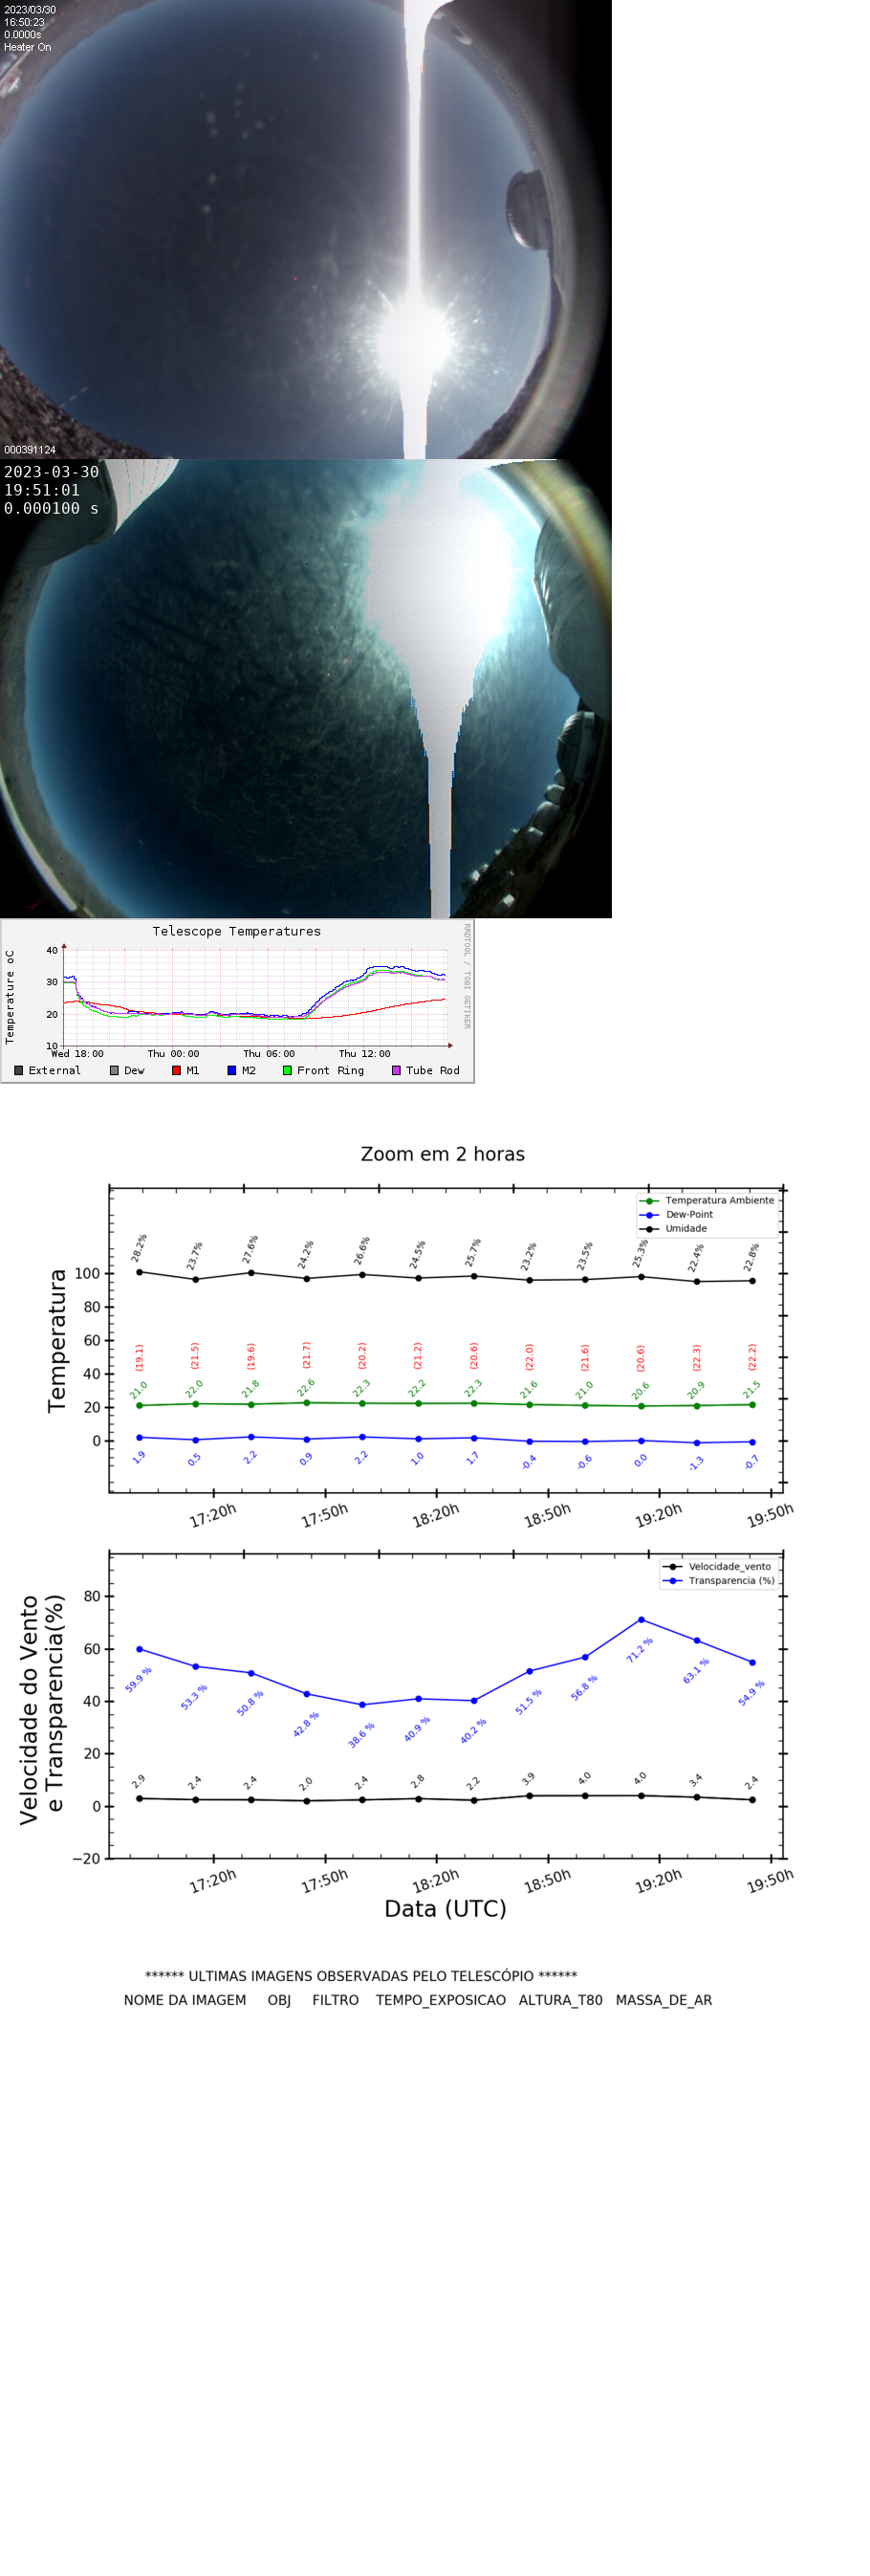 2023/03/30
16:50:23
0.0000s
Heater On
000391124
2023-03-30
19:51:01
0.000100 s
Telescope Temperatures
RRDTOOL / TOBI OETIKER
Temperature oC
40
30
20
10
Wed 18:00 Thu 00:00 Thu 06:00 Thu 12:00
External Dew M1 M2 Front Ring Tube Rod
Zoom em 2 horas
Temperatura Ambiente
Dew-Point
Umidade
Temperatura
100
80
60
40
20
0
28.2% 23.7% 27.6% 24.2% 26.6% 24.5% 25.7% 23.2% 23.5% 25.3% 22.4% 22.8%
(19.1) (21.5) (19.6) (21.7) (20.2) (21.2) (20.6) (22.0) (21.6) (20.6) (22.3) (22.2)
21.0 22.0 21.8 22.6 22.3 22.2 22.3 21.6 21.0 20.6 20.9 21.5
1.9 0.5 2.2 0.9 2.2 1.0 1.7 -0.4 -0.6 0.0 -1.3 -0.7
17:20h 17:50h 18:20h 18:50h 19:20h 19:50h
Velocidade_vento
Transparencia (%)
Velocidade do Vento
e Transparencia(%)
80
60
40
20
0
−20
59.9 % 53.3 % 50.8 % 42.8 % 38.6 % 40.9 % 40.2 % 51.5 % 56.8 % 71.2 % 63.1 % 54.9 %
2.9 2.4 2.4 2.0 2.4 2.8 2.2 3.9 4.0 4.0 3.4 2.4
17:20h 17:50h 18:20h 18:50h 19:20h 19:50h
Data (UTC)
****** ULTIMAS IMAGENS OBSERVADAS PELO TELESCÓPIO ******
NOME DA IMAGEM OBJ FILTRO TEMPO_EXPOSICAO ALTURA_T80 MASSA_DE_AR